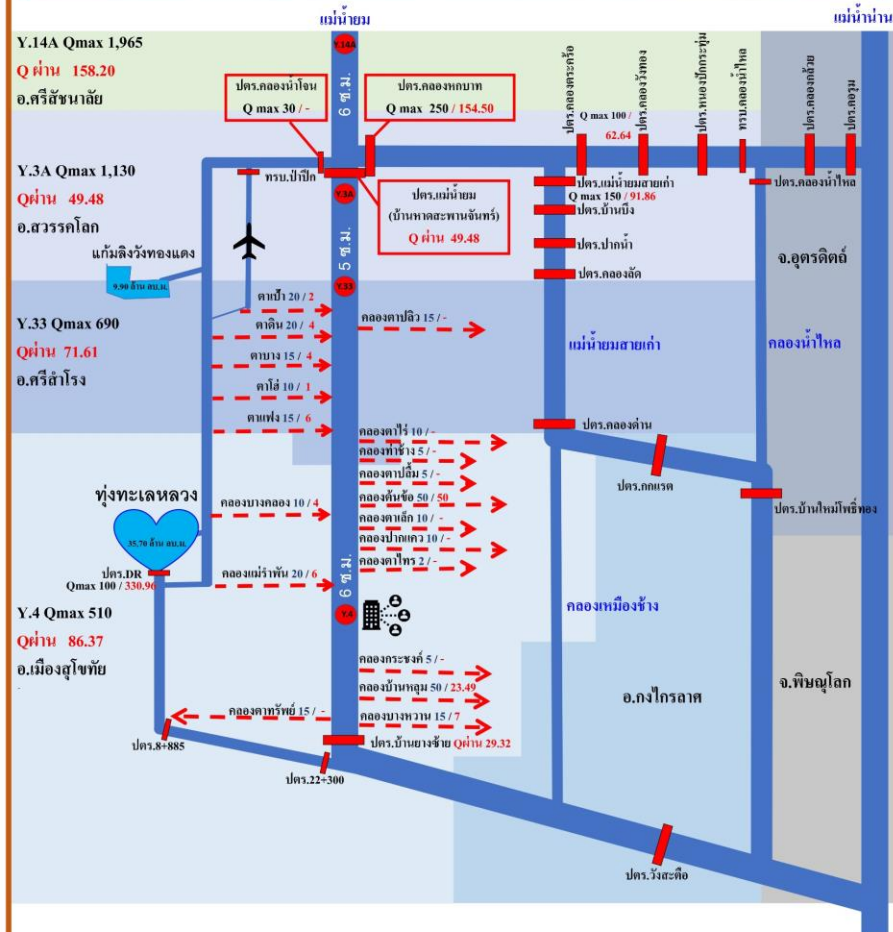 แม่น้ำยม
แม่น้ำน่าน
Y.14A Qmax 1,965
Q ผ่าน 158.20
อ.ศรีสัชนาลัย
Y.14A
6 ช.ม.
ปตร.คลองน้ำโจน
Q max 30 / -
ปตร.คลองหกบาท
Q max 250 / 154.50
ปตร.คลองตะคร้อ
Q max 100 /
62.64
ปตร.คลองวังทอง
ปตร.หนองปักกระทุ่ม
ทรบ.คลองน้ำไหล
ปตร.คลองกล้วย
ปตร.คอรุม
Y.3A Qmax 1,130
Qผ่าน 49.48
อ.สวรรคโลก
ทรบ.ป่าปึก
Y.3A
ปตร.แม่น้ำยม
(บ้านหาดสะพานจันทร์)
Q ผ่าน 49.48
ปตร.แม่น้ำยมสายเก่า
Q max 150 / 91.86
ปตร.บ้านบึง
ปตร.ปากน้ำ
ปตร.คลองลัด
ปตร.คลองน้ำไหล
จ.อุตรดิตถ์
แก้มลิงวังทองแดง
9.90 ล้าน ลบ.ม.
5 ช.ม.
Y.33
Y.33 Qmax 690
Qผ่าน 71.61
อ.ศรีสำโรง
ตาเป้า 20 / 2
ตาดิน 20 / 4
ตาบาง 15 / 4
ตาโฮ่ 10 / 1
ตาแฟง 15 / 6
คลองตาปลิว 15 / -
แม่น้ำยมสายเก่า
คลองน้ำไหล
ปตร.คลองด่าน
คลองตาไร่ 10 / -
คลองท่าช้าง 5 / -
คลองตาปลื้ม 5 / -
คลองต้นข้อ 50 / 50
คลองตาเล็ก 10 / -
คลองปากแคว 10 / -
คลองตาไทร 2 / -
ปตร.กกแรต
ปตร.บ้านใหม่โพธิ์ทอง
ทุ่งทะเลหลวง
35.70 ล้าน ลบ.ม.
คลองบางคลอง 10 / 4
ปตร.DR
Qmax 100 / 330.96
คลองแม่รำพัน 20 / 6
6 ช.ม.
Y.4
Y.4 Qmax 510
Qผ่าน 86.37
อ.เมืองสุโขทัย
คลองเหมืองช้าง
คลองกระชงค์ 5 / -
คลองบ้านหลุม 50 / 23.49
คลองบางหวาน 15 / 7
คลองตาทรัพย์ 15 / -
อ.กงไกรลาศ
จ.พิษณุโลก
ปตร.8+885
ปตร.บ้านยางซ้าย Qผ่าน 29.32
ปตร.22+300
ปตร.วังสะตือ